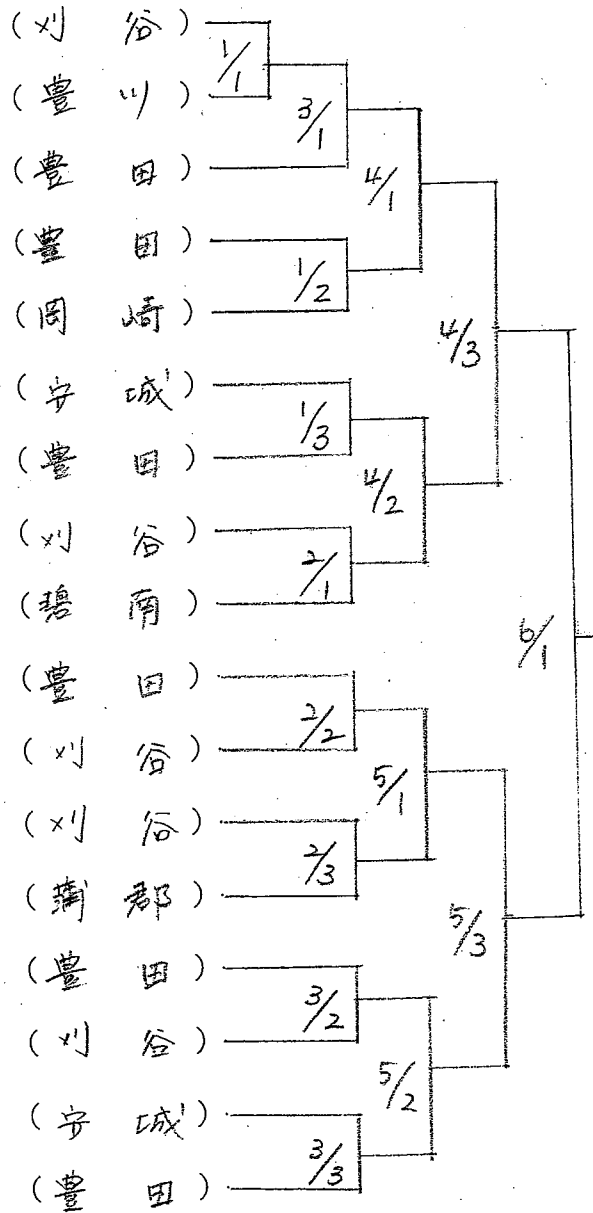 (刈 谷)
1/1
(豊 川)
3/1
(豊 田)
4/1
(豊 田)
1/2
(岡 崎)
4/3
(安 城)
1/3
(豊 田)
4/2
(刈 谷)
2/1
(碧 南)
6/1
(豊 田)
2/2
(刈 谷)
5/1
(刈 谷)
2/3
(蒲 郡)
5/3
(豊 田)
3/2
(刈 谷)
5/2
(安 城)
3/3
(豊 田)